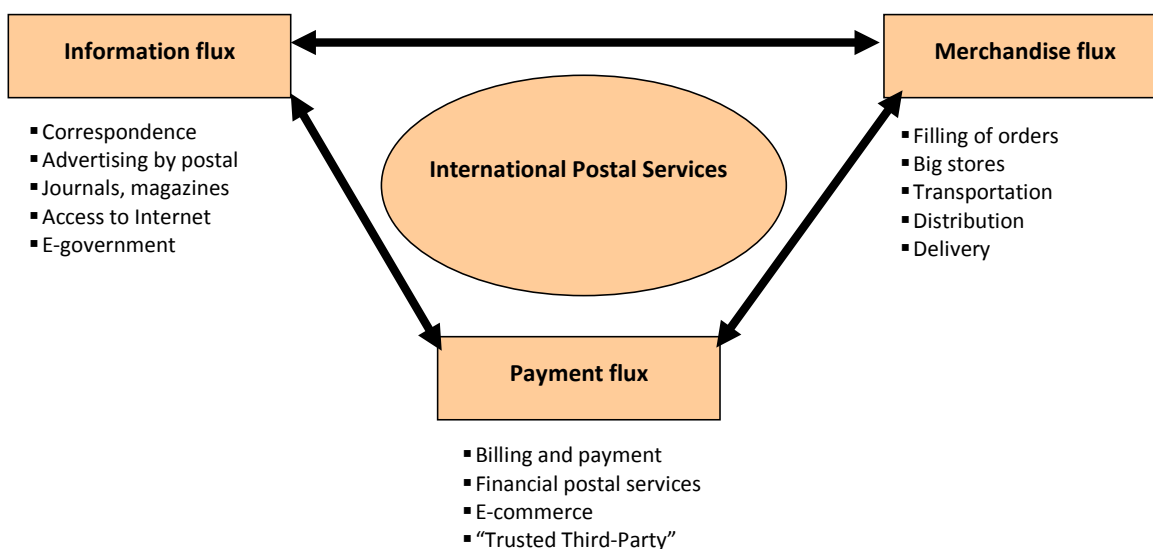 Information flux
Merchandise flux
International Postal Services
▪ Correspondence
▪ Advertising by postal
▪ Journals, magazines
▪ Access to Internet
▪ E-government
▪ Filling of orders
▪ Big stores
▪ Transportation
▪ Distribution
▪ Delivery
Payment flux
▪ Billing and payment
▪ Financial postal services
▪ E-commerce
▪ “Trusted Third-Party”